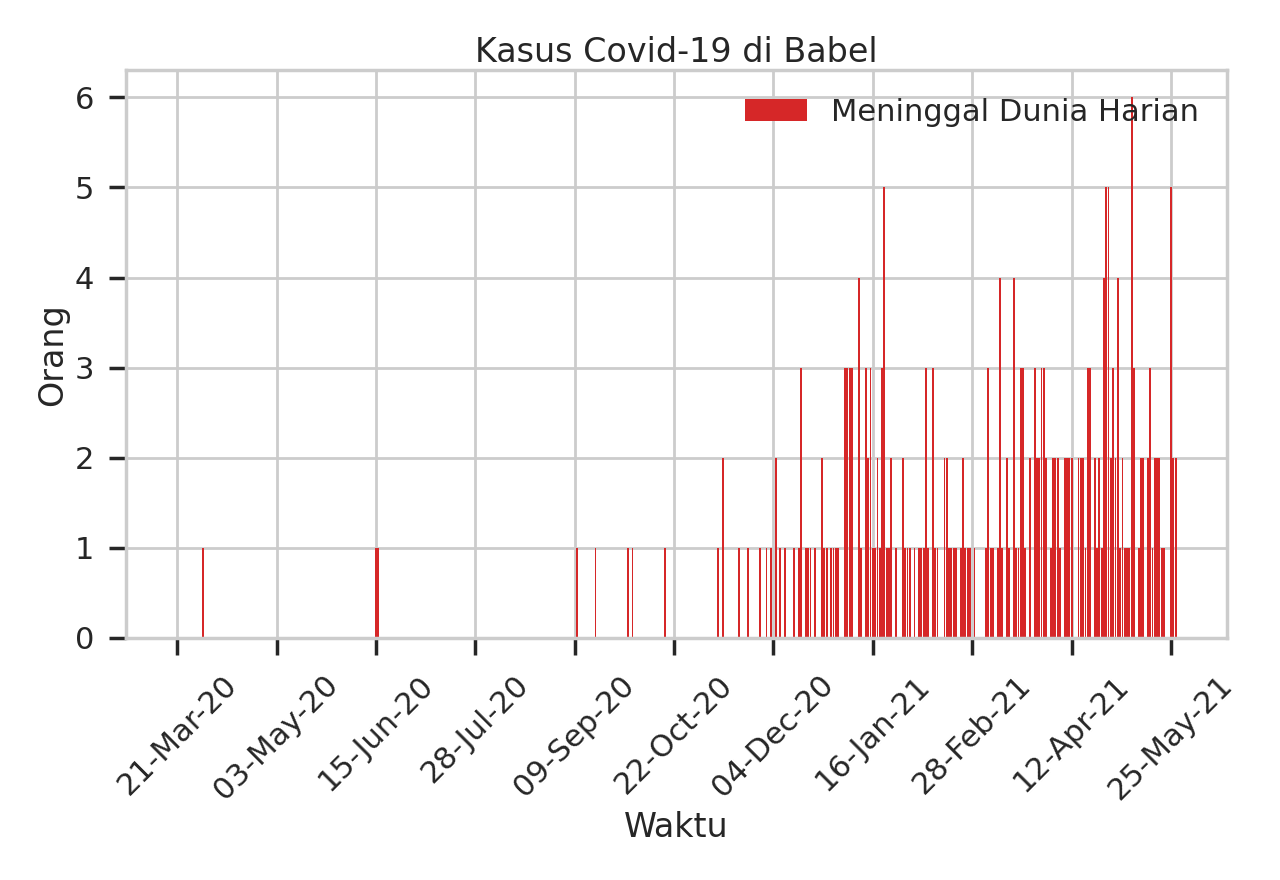 Kasus Covid-19 di Babel
Meninggal Dunia Harian
Orang
6
5
4
3
2
1
0
21-Mar-20
03-May-20
15-Jun-20
28-Jul-20
09-Sep-20
22-Oct-20
04-Dec-20
16-Jan-21
28-Feb-21
12-Apr-21
25-May-21
Waktu